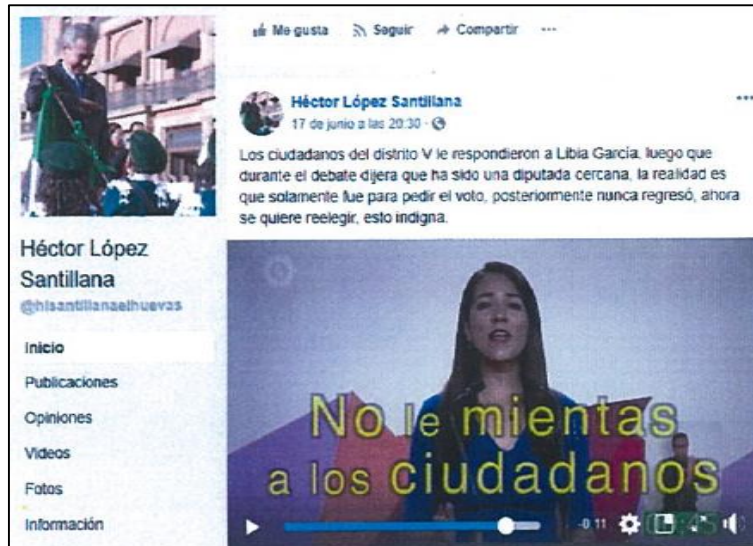 Me gusta Seguir Compartir ...
Héctor López Santillana
17 de junio a las 20:30
Los ciudadanos del distrito V le respondieron a Libia García, luego que
durante el debate dijera que ha sido una diputada cercana, la realidad es
que solamente fue para pedir el voto, posteriormente nunca regresó, ahora
se quiere reelegir, esto indigna.
Héctor López
Santillana
@hlsantillanaelhuevas
Inicio
Publicaciones
Opiniones
Videos
Fotos
Información
No le mientas
a los ciudadanos
-0:11